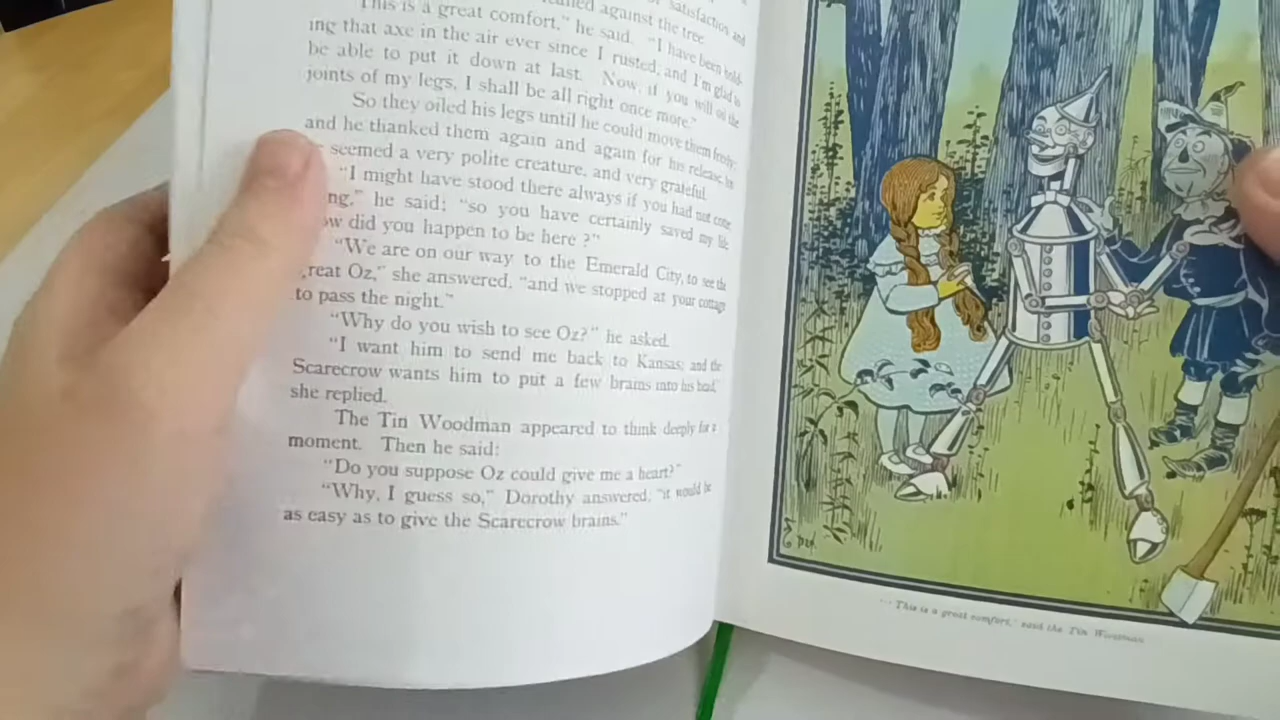 leaned against the tree.
satisfaction and
"This is a great comfort," he said. "I have been hold-
ing that axe in the air ever since I rusted, and I'm glad to
be able to put it down at last. Now, if you will oil the
joints of my legs, I shall be all right once more."
So they oiled his legs until he could move them freely;
and he thanked them again and again for his release, for
seemed a very polite creature, and very grateful.
"I might have stood there always if you had not come
ng," he said; "so you have certainly saved my life
ow did you happen to be here?"
"We are on our way to the Emerald City, to see the
reat Oz," she answered, "and we stopped at your cottage
to pass the night."
"Why do you wish to see Oz?" he asked.
"I want him to send me back to Kansas; and the
Scarecrow wants him to put a few brains into his head,"
she replied.
The Tin Woodman appeared to think deeply for a
moment. Then he said:
"Do you suppose Oz could give me a heart?"
"Why, I guess so," Dorothy answered; "it would be
as easy as to give the Scarecrow brains."
"This is a great comfort," said the Tin Woodman